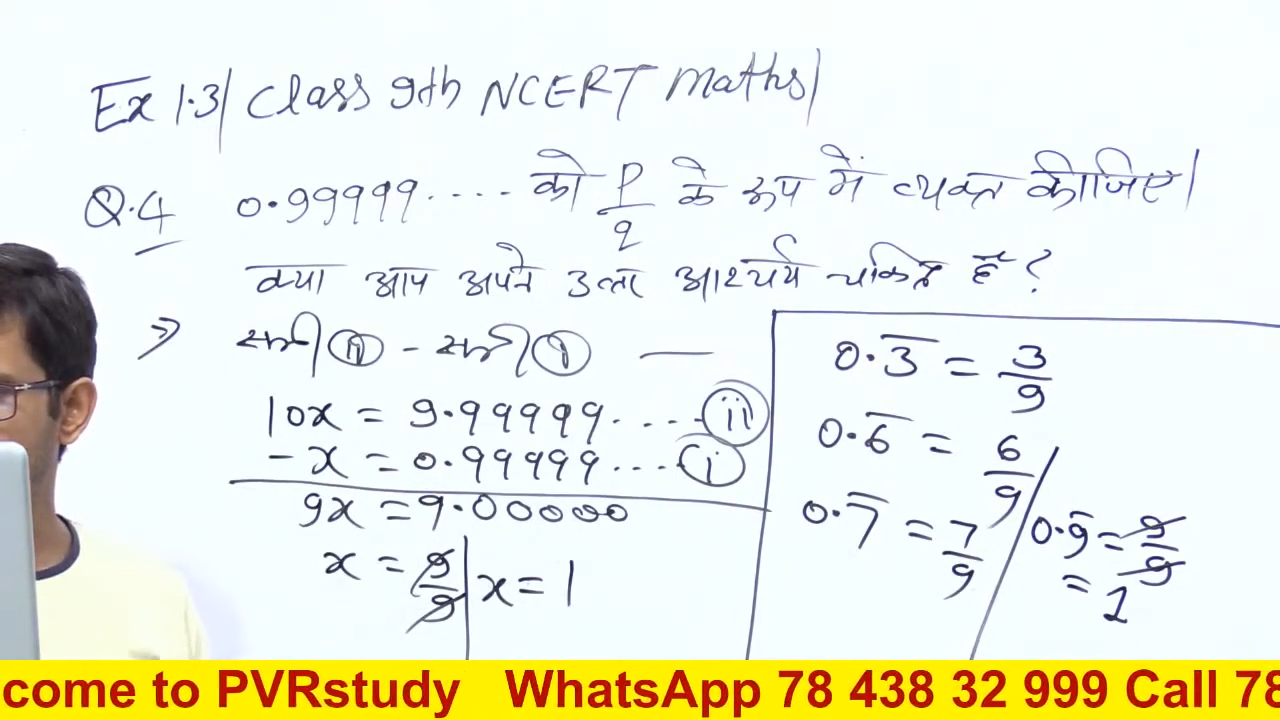 Ex 1.3| Class 9th NCERT Maths|
Q.4 0.99999.... को p/q के रूप में व्यक्त कीजिए|
क्या आप अपने उत्तर आश्चर्य चकित हैं?
⇒ समी (ii) - समी (i) —
10x = 9.99999.... - (ii)
-x = 0.99999.... (i)
9x = 9.00000
x = 9/9 | x = 1
0.3̅ = 3/9
0.6̅ = 6/9
0.7̅ = 7/9
0.9̅ = 9/9
= 1
come to PVRstudy WhatsApp 78 438 32 999 Call 78